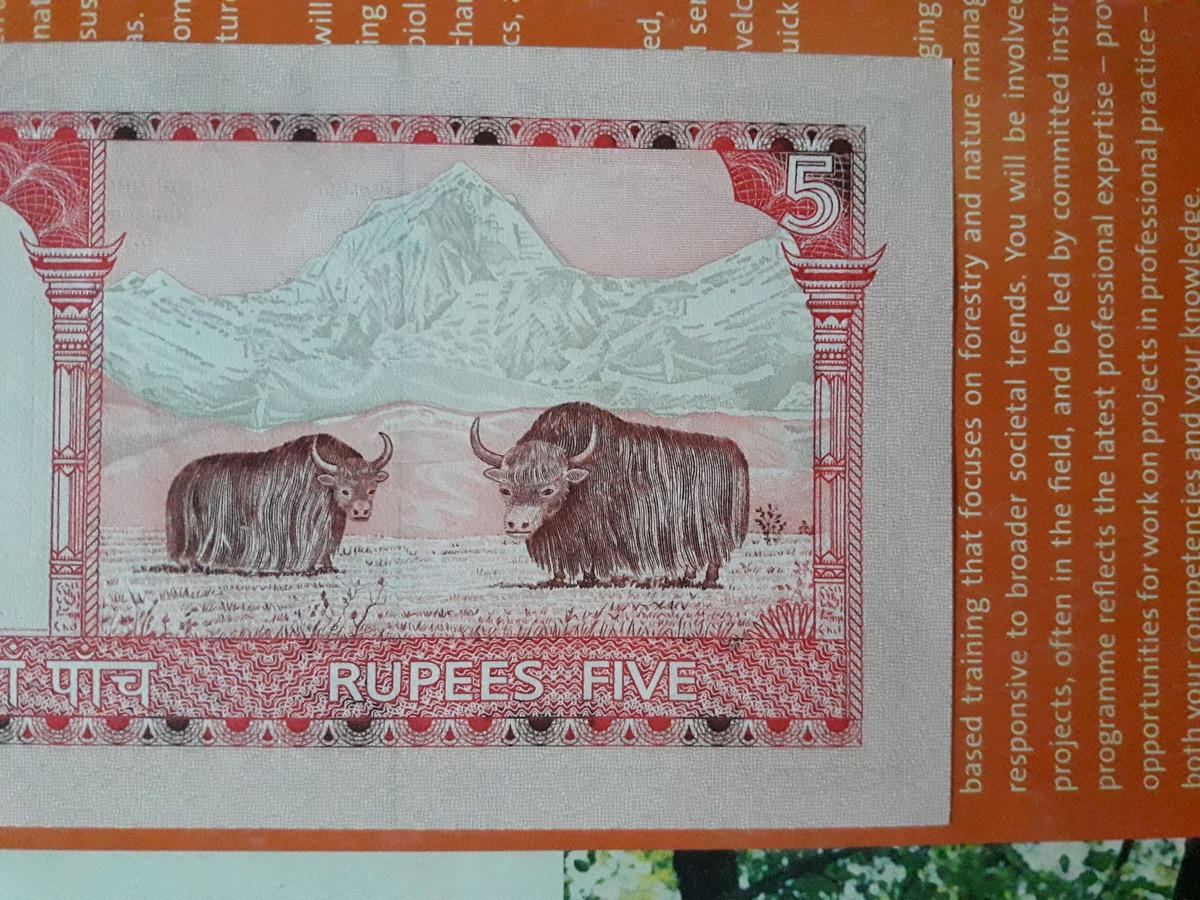 पाँच
RUPEES FIVE
5
nat
sus
as.
om
ture
will
ing
biol
char
cs,
ed,
ser
velo
uick
ging
based training that focuses on forestry and nature manag
responsive to broader societal trends. You will be involve
projects, often in the field, and be led by committed instr
programme reflects the latest professional expertise – pro
opportunities for work on projects in professional practice –
both your competencies and your knowledge